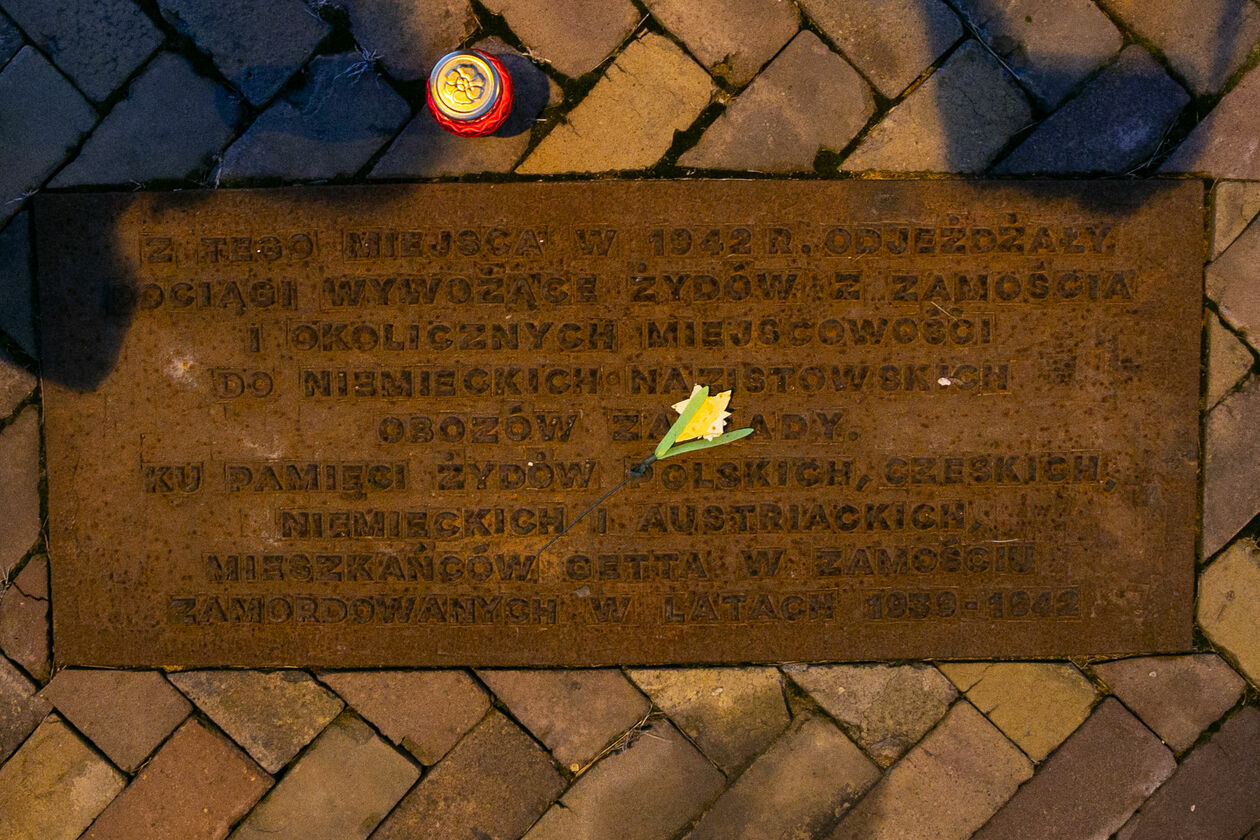 Z TEGO MIEJSCA W 1942 R. ODJEŻDŻAŁY
POCIĄGI WYWOŻĄCE ŻYDÓW Z ZAMOŚCIA
I OKOLICZNYCH MIEJSCOWOŚCI
DO NIEMIECKICH NAZISTOWSKICH
OBOZÓW ZAGŁADY.
KU PAMIĘCI ŻYDÓW POLSKICH, CZESKICH,
NIEMIECKICH I AUSTRIACKICH,
MIESZKAŃCÓW GETTA W ZAMOŚCIU
ZAMORDOWANYCH W LATACH 1939-1942